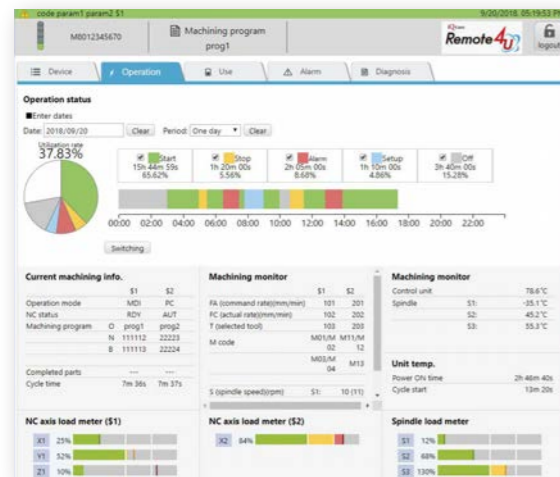 code param1 param2 $1
9/20/2018. 05:19:53 PM
M8012345670
Machining program
prog1
iQ Care
Remote4U
logout
Device
Operation
Use
Alarm
Diagnosis
Operation status
■Enter dates
Date: 2018/09/20 Clear Period: One day Clear
Utilization rate
37.83%
Start
15h 44m 59s
65.62%
Stop
1h 20m 00s
5.56%
Alarm
2h 05m 00s
8.68%
Setup
1h 10m 00s
4.86%
Off
3h 40m 00s
15.28%
00:00 02:00 04:00 06:00 08:00 10:00 12:00 14:00 16:00 18:00 20:00 22:00
Switching
Current machining info.
$1 $2
Operation mode MDI PC
NC status RDY AUT
Machining program O prog1 prog2
N 111112 22223
B 111113 22224
Completed parts --- ---
Cycle time 7m 36s 7m 37s
Machining monitor
$1 $2
FA (command rate)(mm/min) 101 201
FC (actual rate)(mm/min) 102 202
T (selected tool) 103 203
M code M01/M02 M11/M12
M03/M04 M13
S (spindle speed)(rpm) S1: 10 (11)
Machining monitor
Control unit 78.6°C
Spindle S1: -35.1°C
S2: 45.2°C
S3: 55.3°C
Unit temp.
Power ON time 2h 46m 40s
Cycle start 13m 20s
NC axis load meter ($1)
X1 25%
Y1 52%
Z1 10%
NC axis load meter ($2)
X2 84%
Spindle load meter
S1 12%
S2 68%
S3 130%